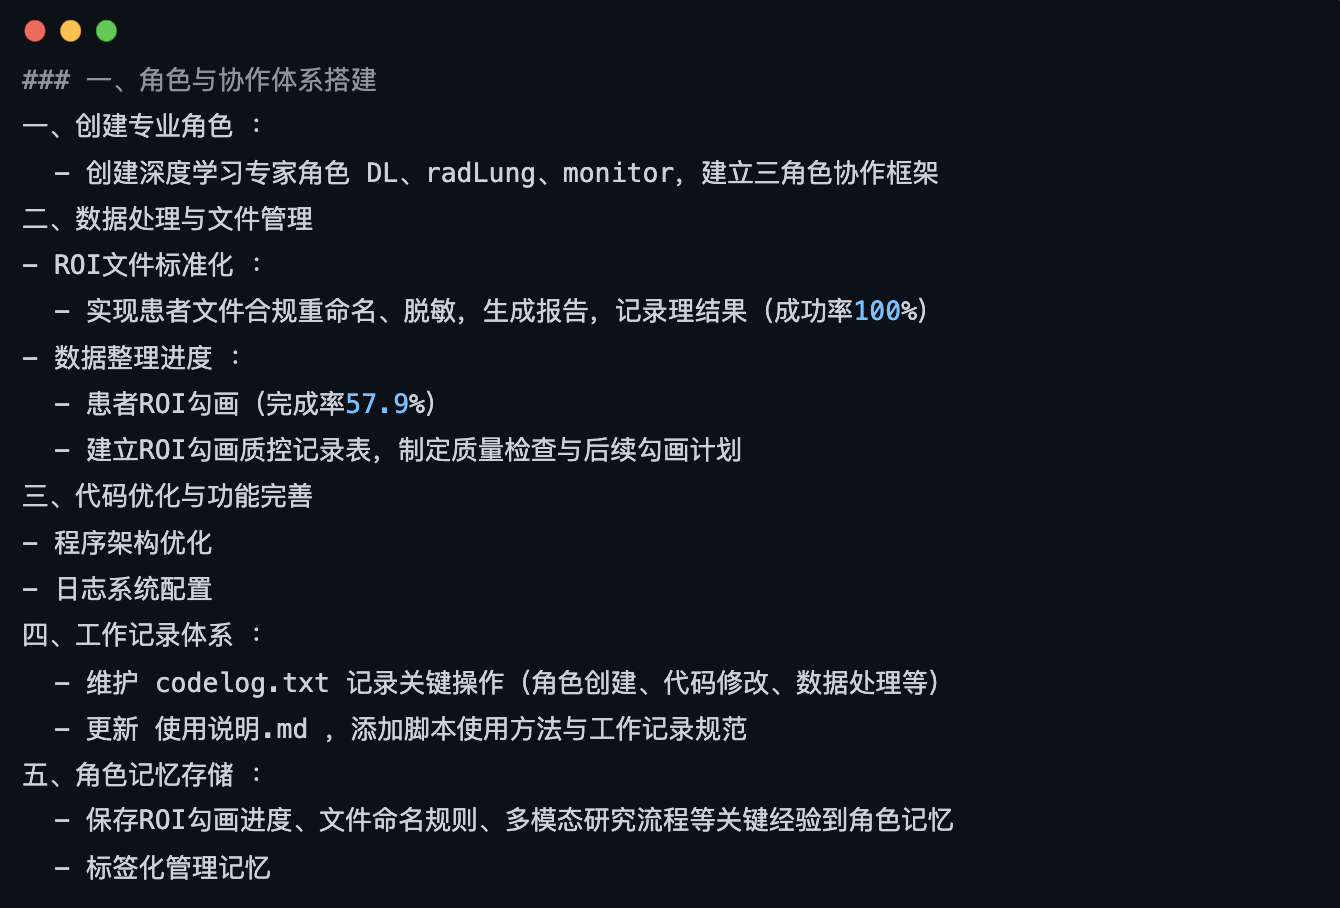 ### 一、角色与协作体系搭建
一、创建专业角色 ：
  - 创建深度学习专家角色 DL、radLung、monitor，建立三角色协作框架
二、数据处理与文件管理
- ROI文件标准化 ：
  - 实现患者文件合规重命名、脱敏，生成报告，记录理结果（成功率100%）
- 数据整理进度 ：
  - 患者ROI勾画（完成率57.9%）
  - 建立ROI勾画质控记录表，制定质量检查与后续勾画计划
三、代码优化与功能完善
- 程序架构优化
- 日志系统配置
四、工作记录体系 ：
  - 维护 codelog.txt 记录关键操作（角色创建、代码修改、数据处理等）
  - 更新 使用说明.md ，添加脚本使用方法与工作记录规范
五、角色记忆存储 ：
  - 保存ROI勾画进度、文件命名规则、多模态研究流程等关键经验到角色记忆
  - 标签化管理记忆